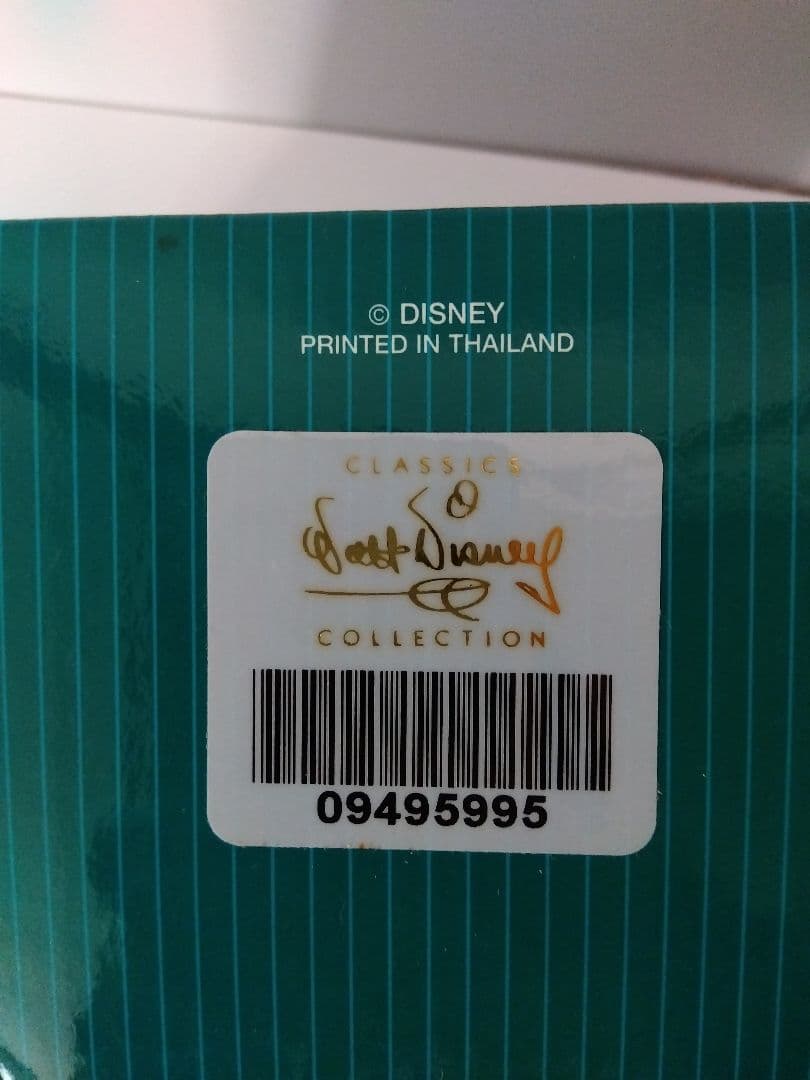 © DISNEY
PRINTED IN THAILAND
CLASSICS
Walt Disney
COLLECTION
09495995